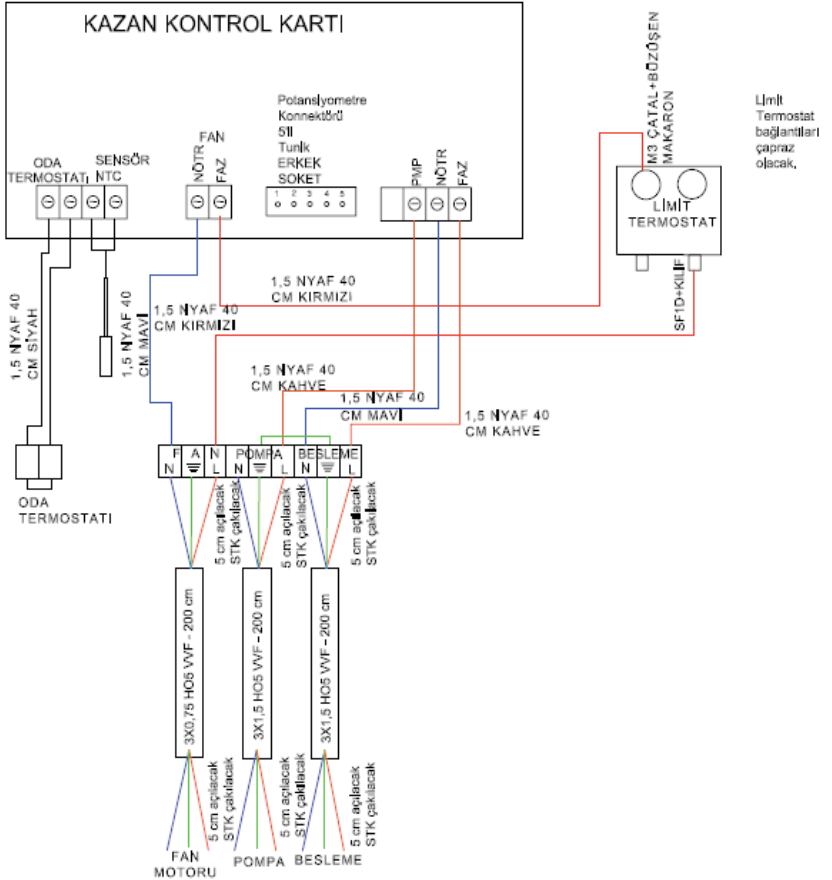 KAZAN KONTROL KARTI
Potansiyometre
Konnektörü
5'li
Tunik
ERKEK
SOKET
1 2 3 4 5
ODA
TERMOSTATI
SENSÖR
NTC
FAN
NÖTR
FAZ
PMP
NÖTR
FAZ
M3 ÇATAL+BÜZÜŞEN
MAKARON
LİMİT
TERMOSTAT
Limit
Termostat
bağlantıları
çapraz
olacak.
SF1D+KILIF
1,5 NYAF 40
CM SİYAH
1,5 NYAF 40
CM MAVİ
1,5 NYAF 40
CM KIRMIZI
1,5 NYAF 40
CM KIRMIZI
1,5 NYAF 40
CM KAHVE
1,5 NYAF 40
CM MAVİ
1,5 NYAF 40
CM KAHVE
F A N POMPA BESLEME
N L N L N L
ODA
TERMOSTATI
5 cm açılacak
STK çakılacak
5 cm açılacak
STK çakılacak
5 cm açılacak
STK çakılacak
3X0,75 HO5 VVF - 200 cm
3X1,5 HO5 VVF - 200 cm
3X1,5 HO5 VVF - 200 cm
5 cm açılacak
STK çakılacak
5 cm açılacak
STK çakılacak
5 cm açılacak
STK çakılacak
FAN
MOTORU
POMPA
BESLEME